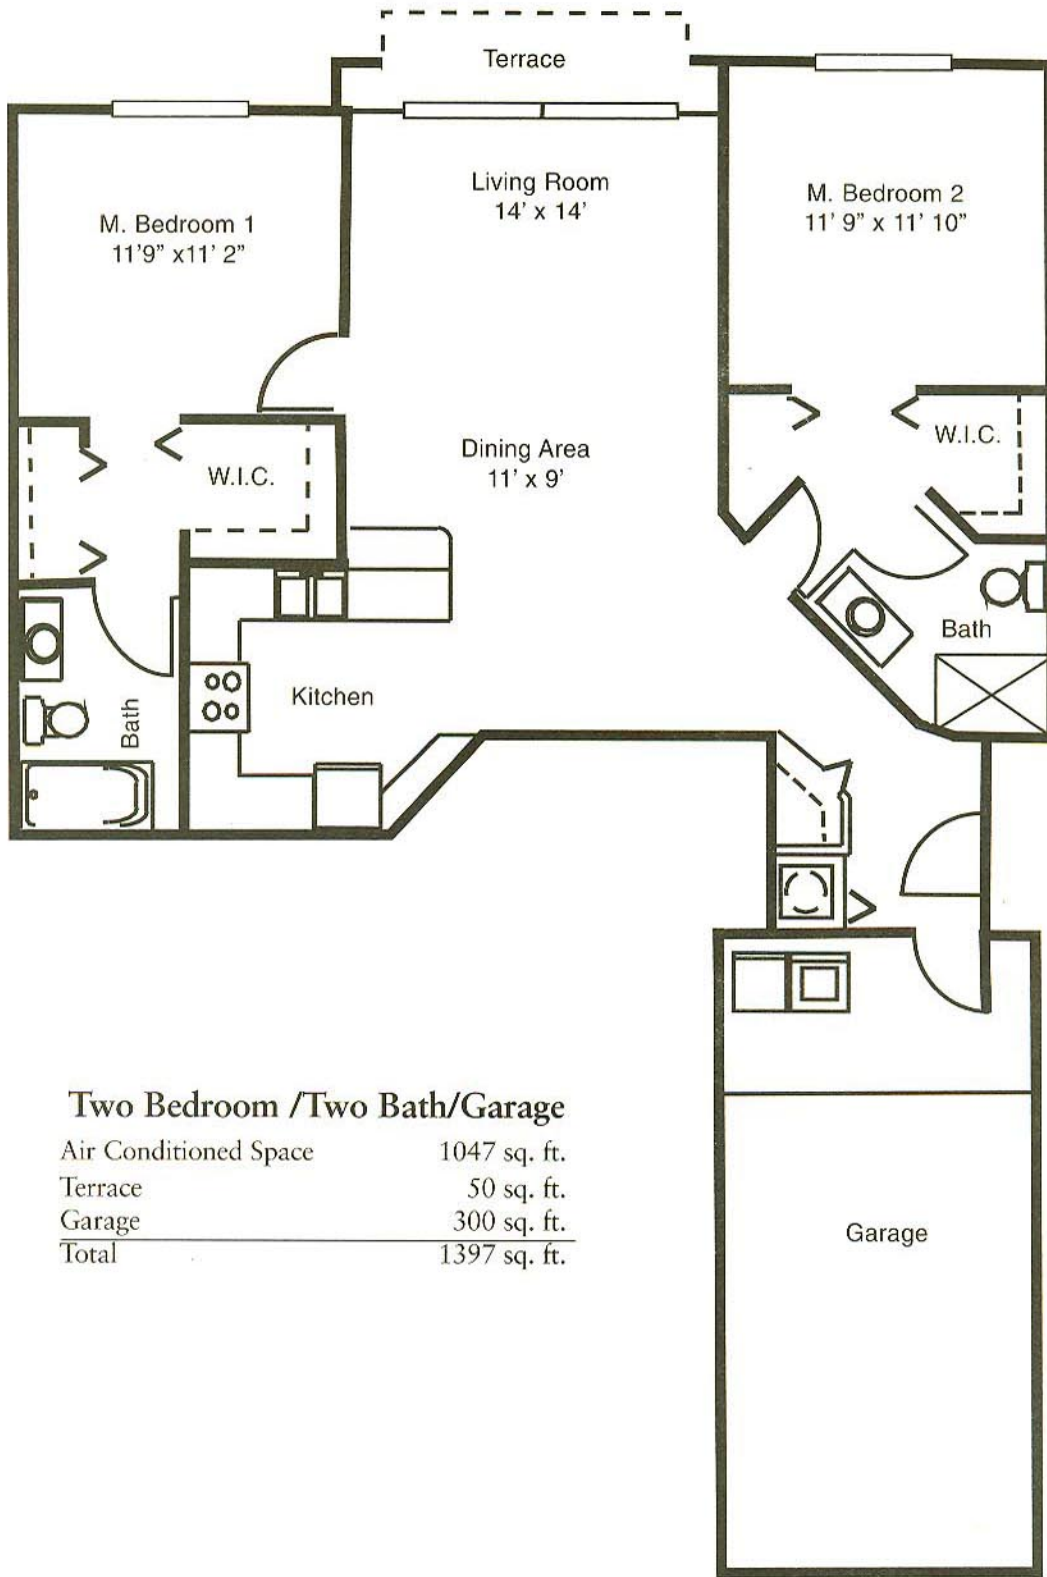 Terrace
Living Room
14’ x 14’
M. Bedroom 1
11’9” x11’ 2”
M. Bedroom 2
11’ 9” x 11’ 10”
Dining Area
11’ x 9’
W.I.C.
W.I.C.
Bath
Kitchen
Bath
Two Bedroom /Two Bath/Garage
Air Conditioned Space 1047 sq. ft.
Terrace 50 sq. ft.
Garage 300 sq. ft.
Total 1397 sq. ft.
Garage